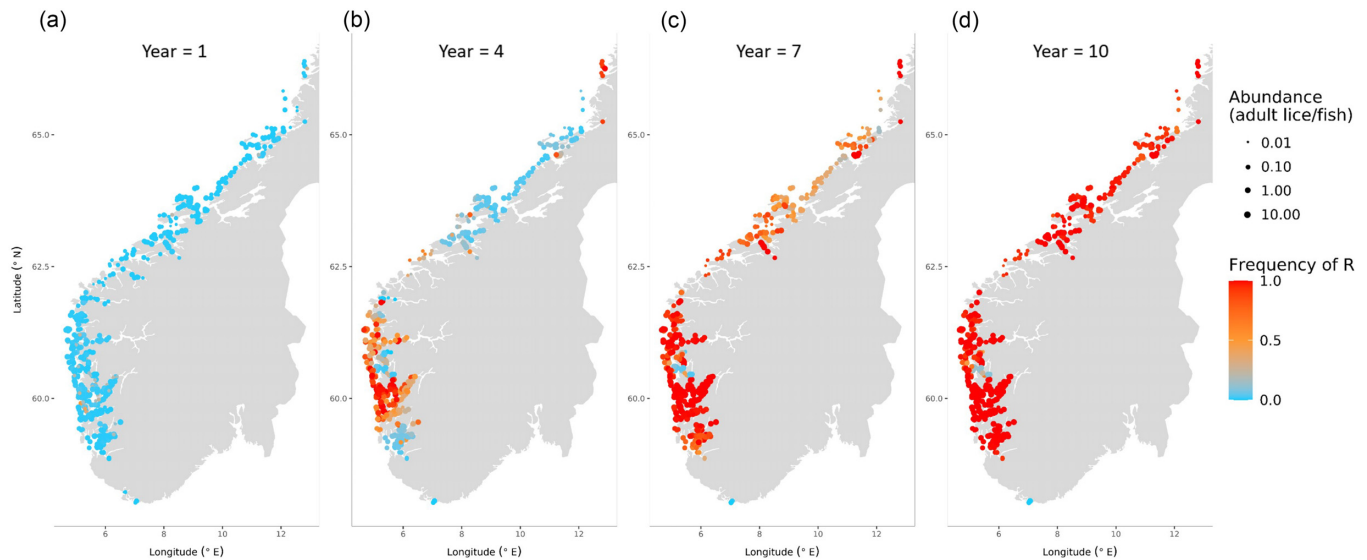 (a)
(b)
(c)
(d)
Year = 1
Year = 4
Year = 7
Year = 10
Latitude (° N)
65.0
62.5
60.0
6
8
10
12
6
8
10
12
6
8
10
12
6
8
10
12
Longitude (° E)
Longitude (° E)
Longitude (° E)
Longitude (° E)
Abundance
(adult lice/fish)
0.01
0.10
1.00
10.00
Frequency of R
1.0
0.5
0.0